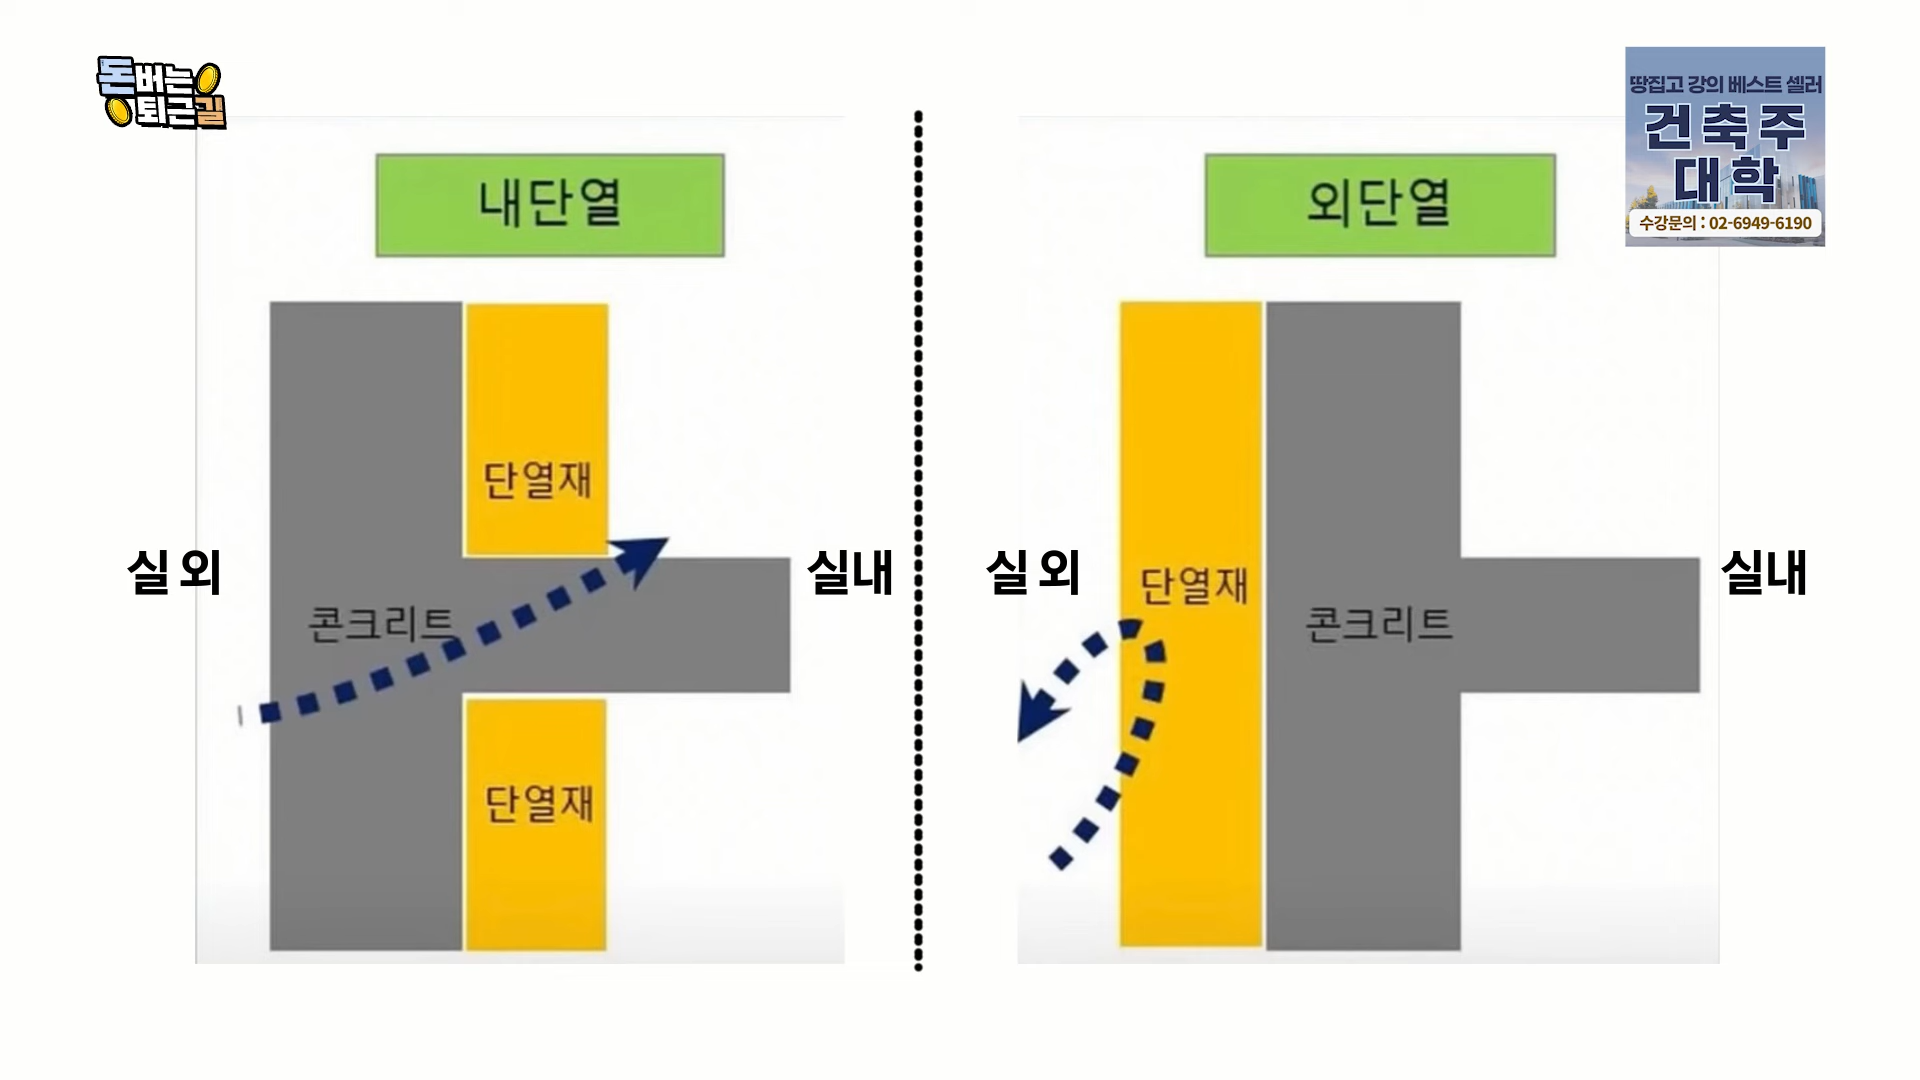 돈버는
퇴근길
땅집고 강의 베스트 셀러
건축주
대학
수강문의 : 02-6949-6190
내단열
단열재
실외
콘크리트
실내
단열재
외단열
실외
단열재
콘크리트
실내